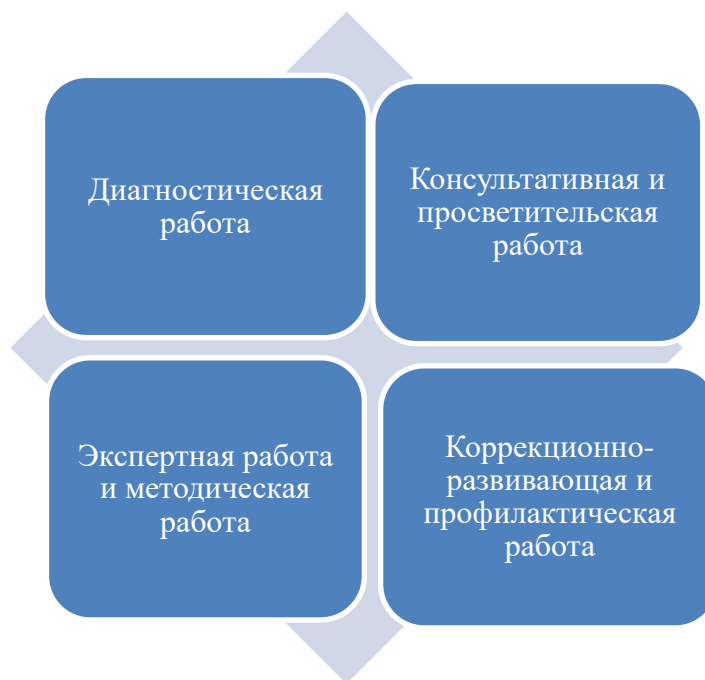 Диагностическая
работа
Консультативная и
просветительская
работа
Экспертная работа
и методическая
работа
Коррекционно-
развивающая и
профилактическая
работа